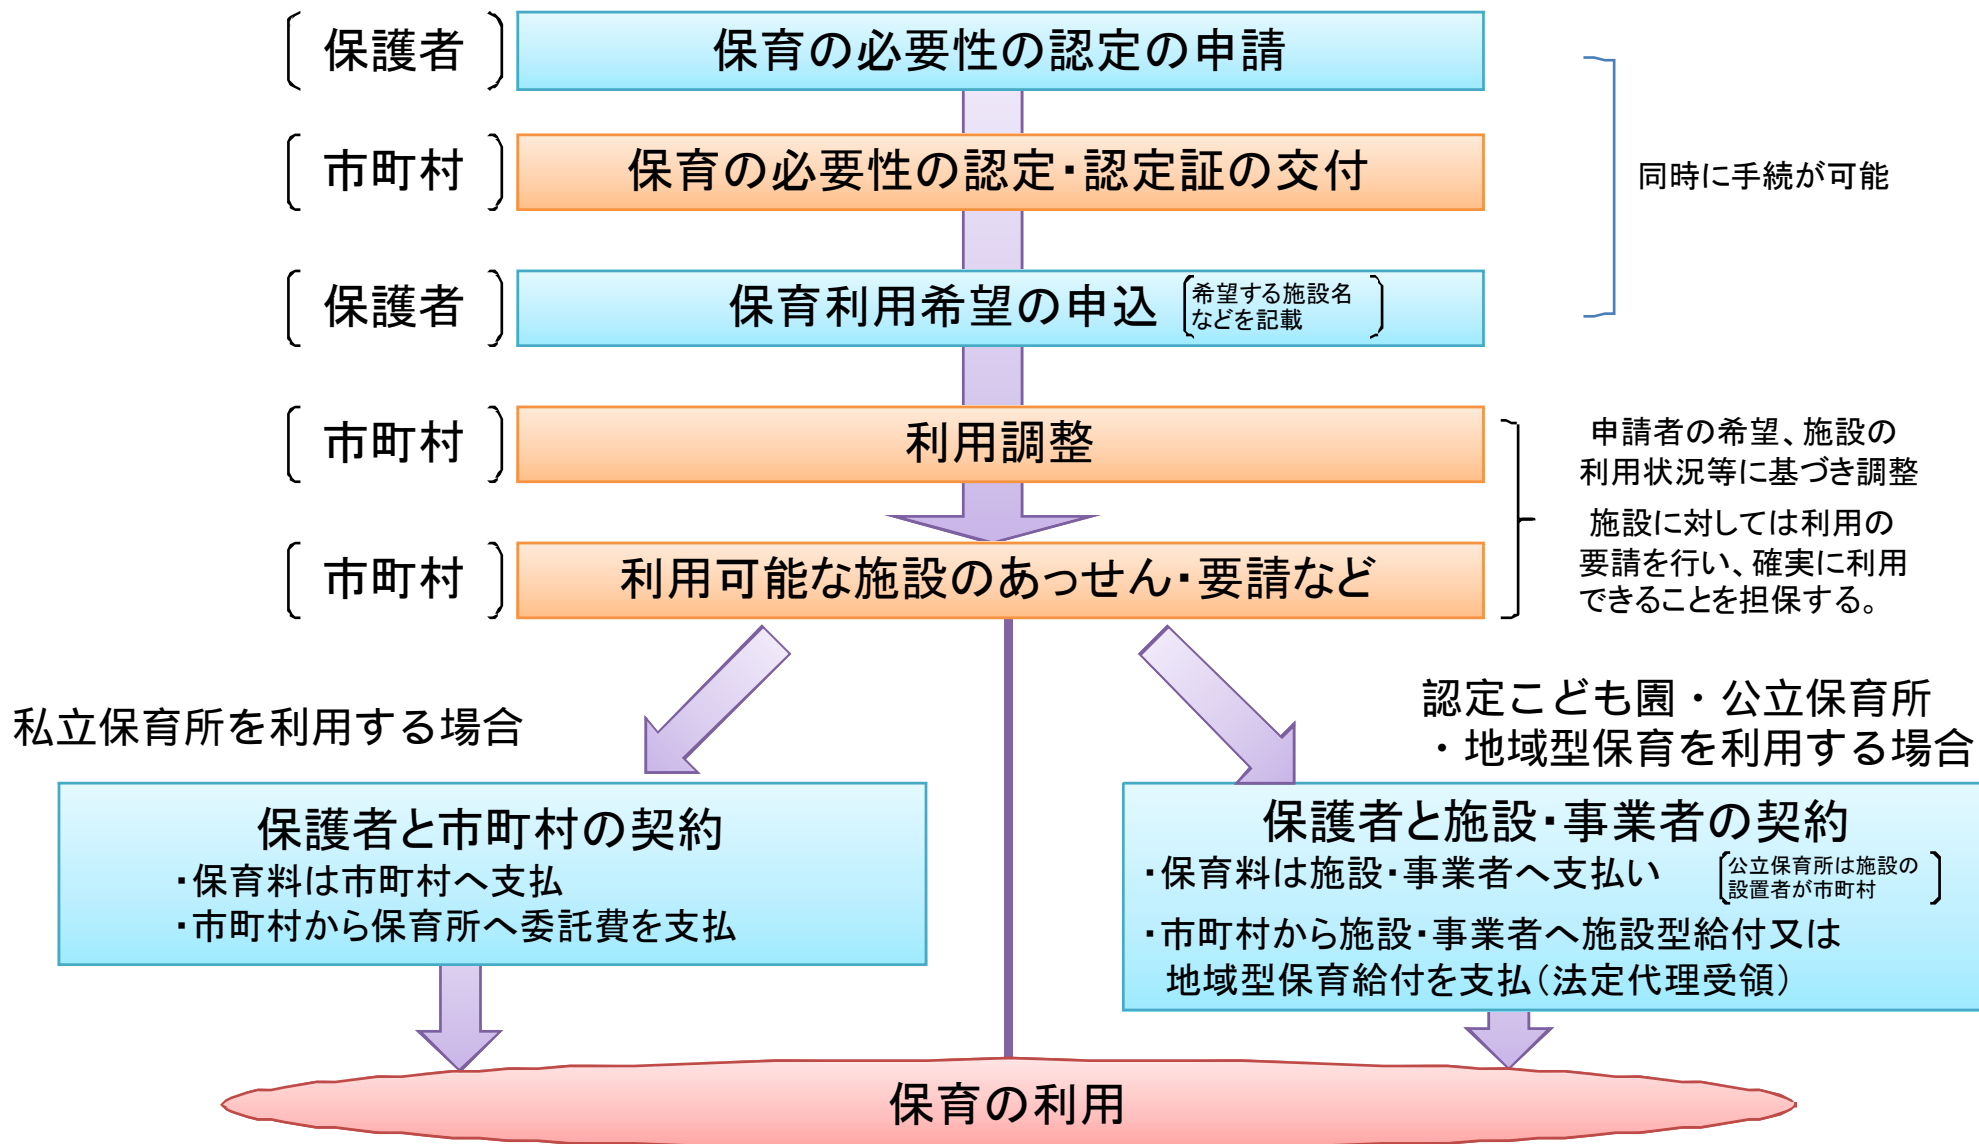 保護者
保育の必要性の認定の申請
市町村
保育の必要性の認定・認定証の交付
同時に手続が可能
保護者
保育利用希望の申込
希望する施設名
などを記載
市町村
利用調整
申請者の希望、施設の
利用状況等に基づき調整
施設に対しては利用の
要請を行い、確実に利用
できることを担保する。
市町村
利用可能な施設のあっせん・要請など
私立保育所を利用する場合
認定こども園・公立保育所
・地域型保育を利用する場合
保護者と市町村の契約
・保育料は市町村へ支払
・市町村から保育所へ委託費を支払
保護者と施設・事業者の契約
・保育料は施設・事業者へ支払い
公立保育所は施設の
設置者が市町村
・市町村から施設・事業者へ施設型給付又は
地域型保育給付を支払(法定代理受領)
保育の利用